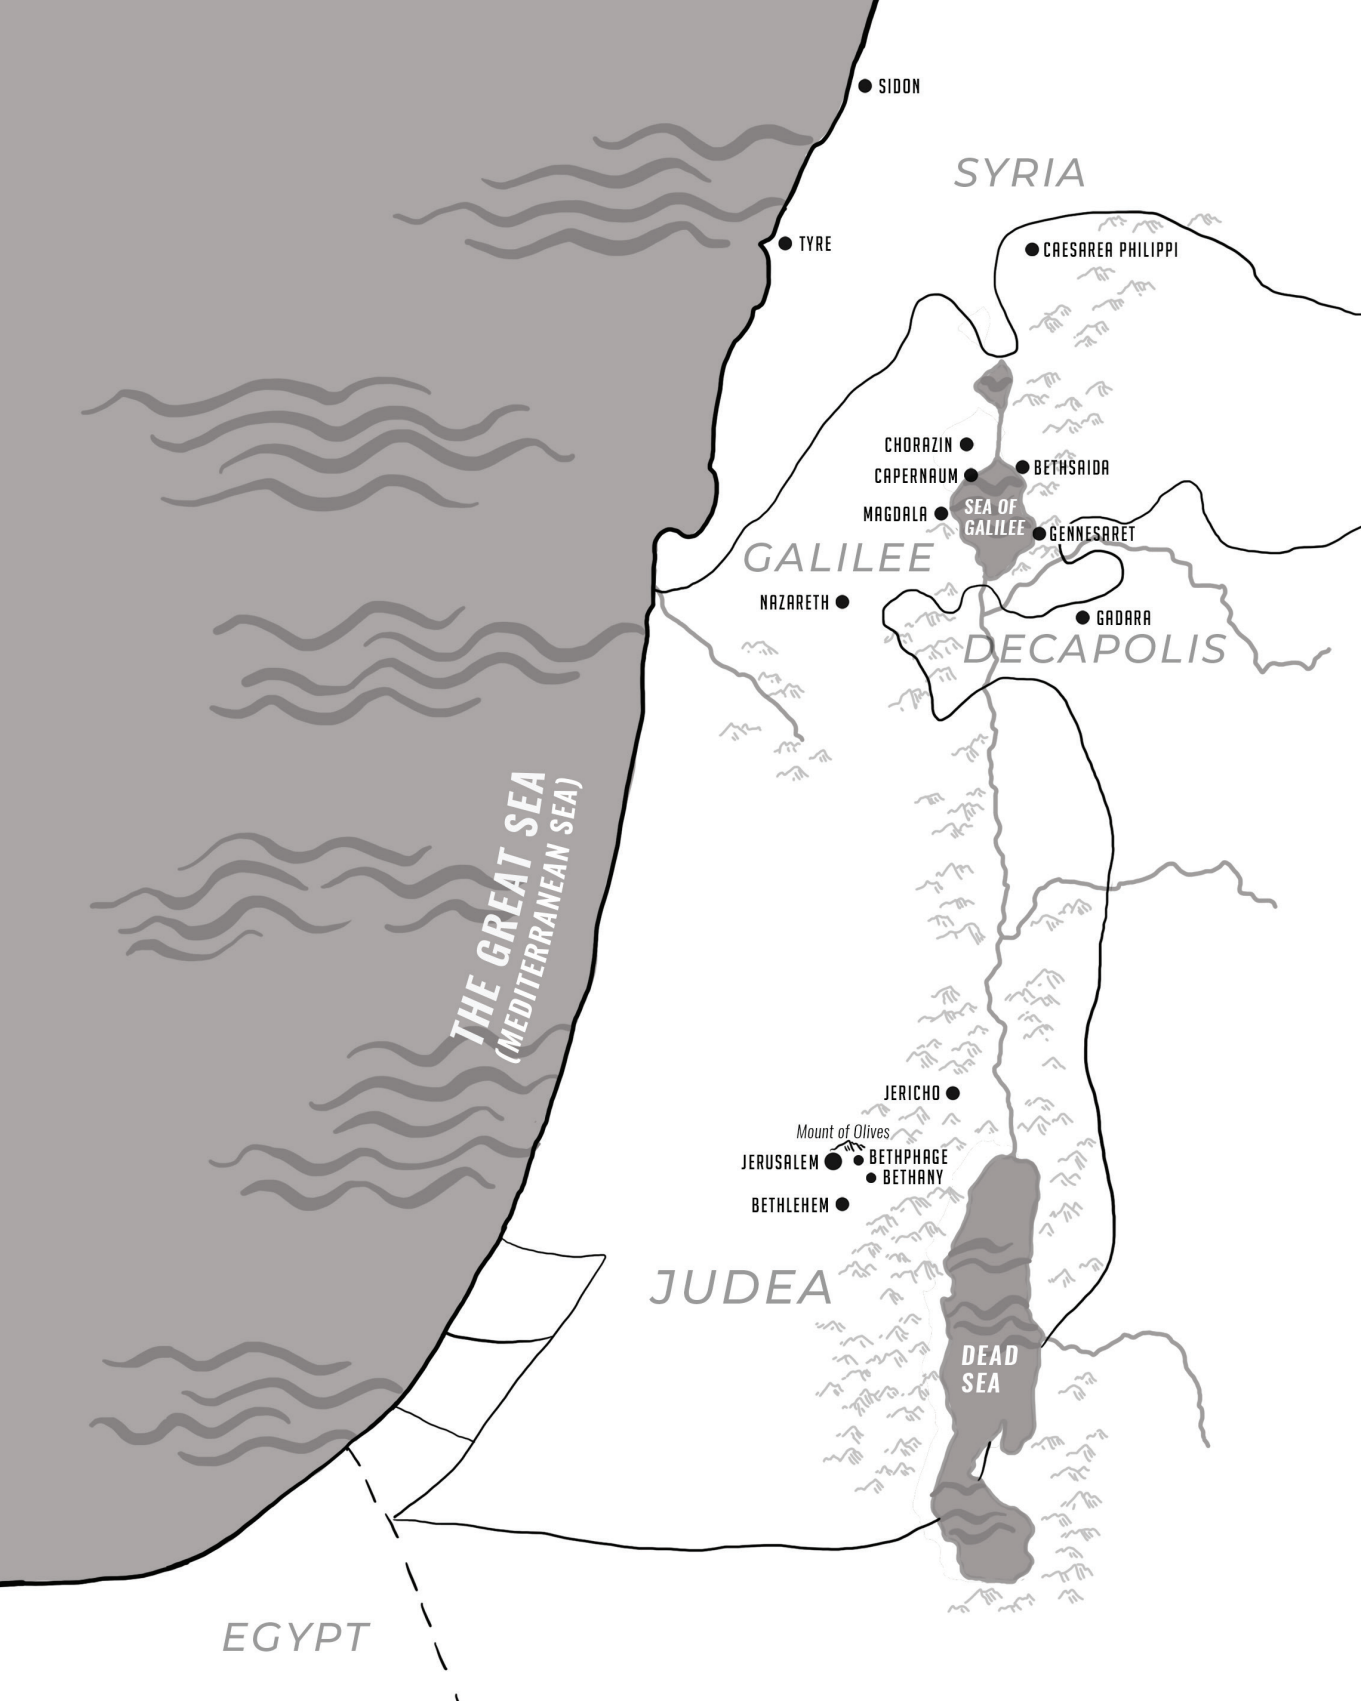 SIDON
SYRIA
TYRE
CAESAREA PHILIPPI
CHORAZIN
BETHSAIDA
CAPERNAUM
MAGDALA
SEA OF
GALILEE
GENNESARET
GALILEE
NAZARETH
GADARA
DECAPOLIS
THE GREAT SEA
(MEDITERRANEAN SEA)
JERICHO
Mount of Olives
JERUSALEM
BETHPHAGE
BETHANY
BETHLEHEM
JUDEA
DEAD
SEA
EGYPT